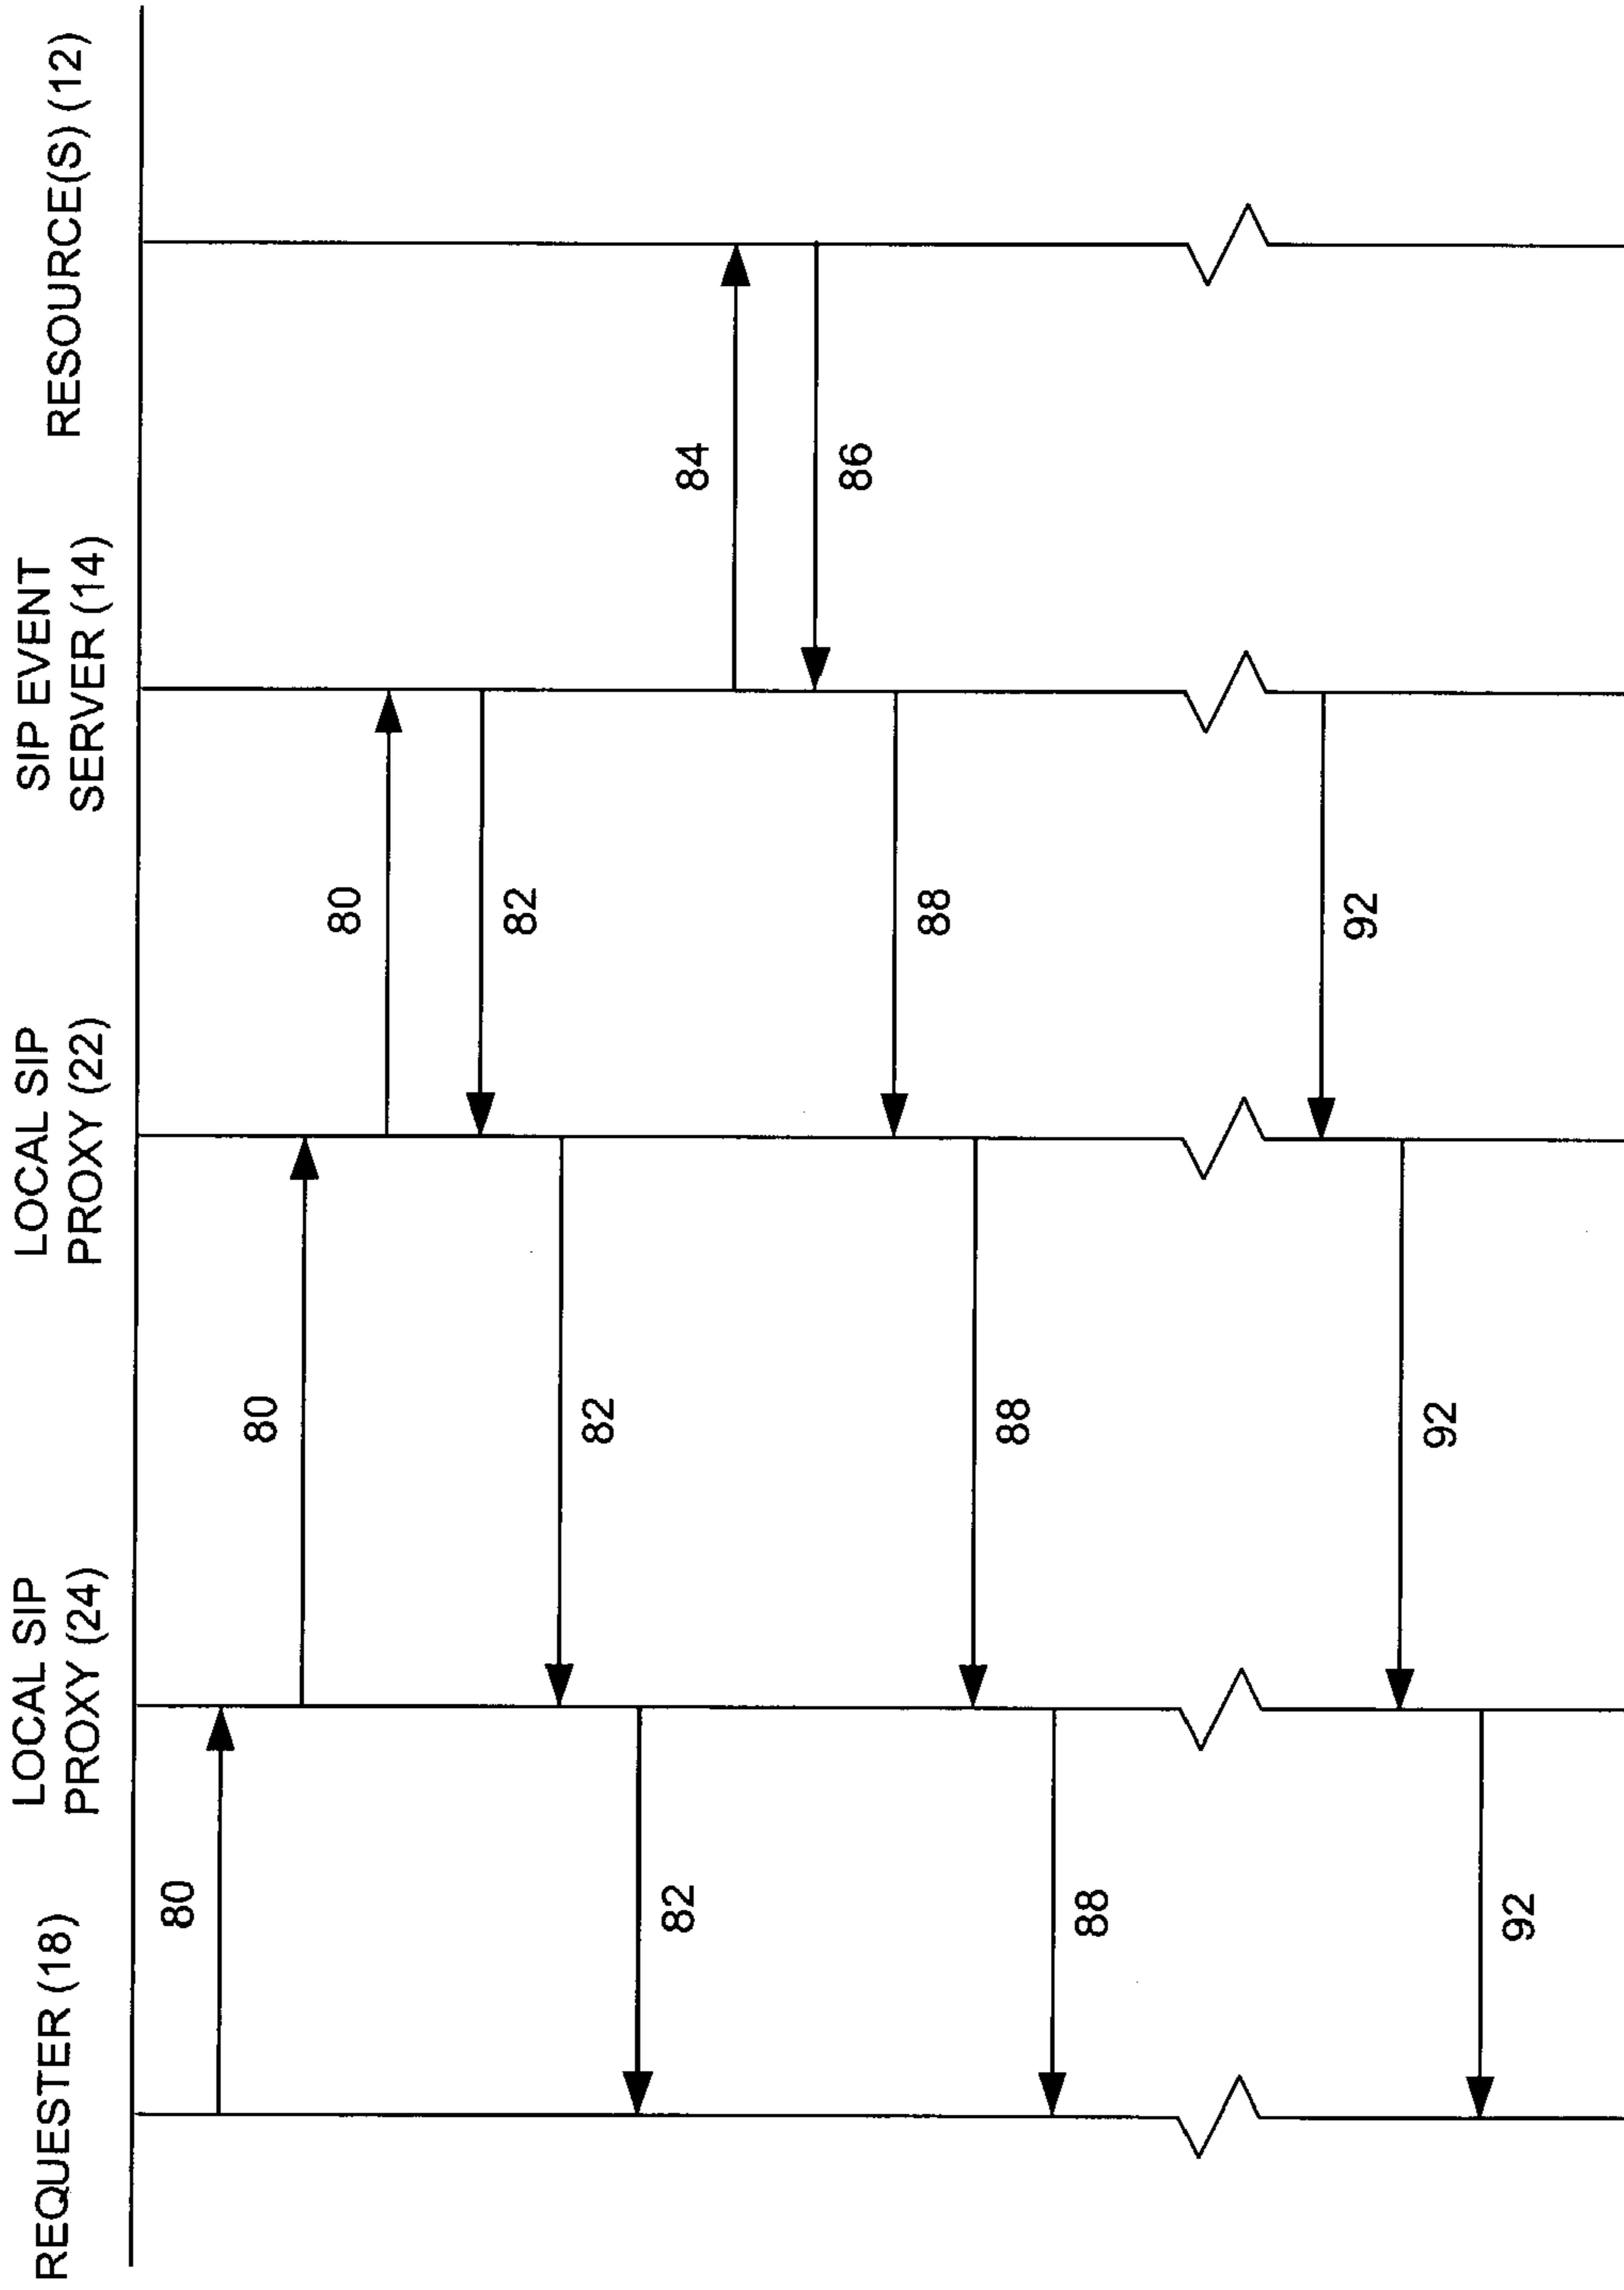 REQUESTER (18)
LOCAL SIP
PROXY (24)
LOCAL SIP
PROXY (22)
SIP EVENT
SERVER (14)
RESOURCE(S) (12)
80
80
80
82
82
82
84
86
88
88
88
92
92
92